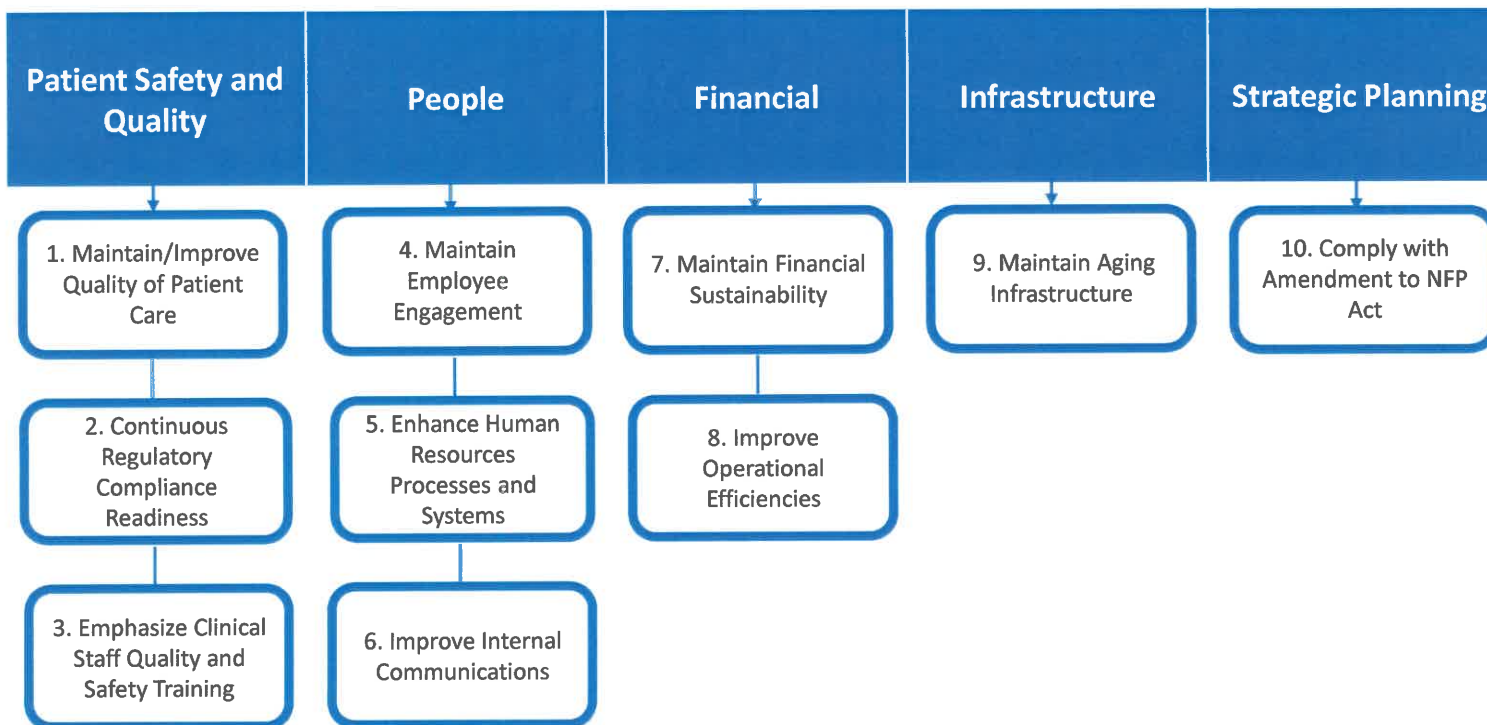 Patient Safety and
Quality
People
Financial
Infrastructure
Strategic Planning
1. Maintain/Improve
Quality of Patient
Care
2. Continuous
Regulatory
Compliance
Readiness
3. Emphasize Clinical
Staff Quality and
Safety Training
4. Maintain
Employee
Engagement
5. Enhance Human
Resources
Processes and
Systems
6. Improve Internal
Communications
7. Maintain Financial
Sustainability
8. Improve
Operational
Efficiencies
9. Maintain Aging
Infrastructure
10. Comply with
Amendment to NFP
Act